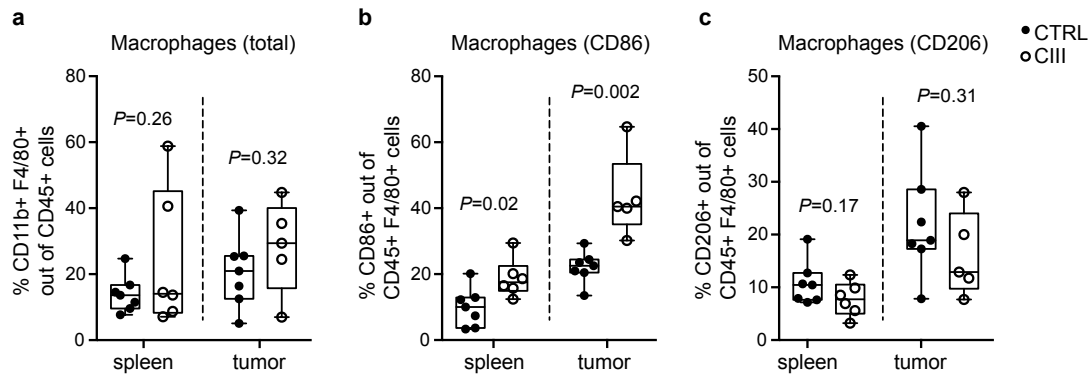 a
Macrophages (total)
% CD11b+ F4/80+
out of CD45+ cells
80
60
40
20
0
P=0.26
P=0.32
spleen
tumor
b
Macrophages (CD86)
% CD86+ out of
CD45+ F4/80+ cells
80
60
40
20
0
P=0.02
P=0.002
spleen
tumor
c
Macrophages (CD206)
% CD206+ out of
CD45+ F4/80+ cells
50
40
30
20
10
0
P=0.17
P=0.31
spleen
tumor
CTRL
CIII